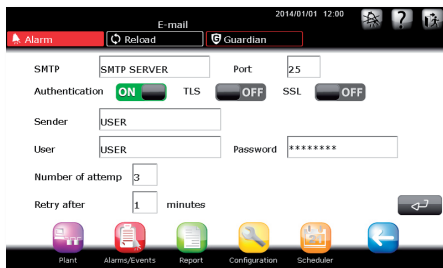 2014/01/01 12:00
E-mail
Alarm Reload Guardian
SMTP SMTP SERVER Port 25
Authentication ON TLS OFF SSL OFF
Sender USER
User USER Password ********
Number of attemp 3
Retry after 1 minutes
Plant Alarms/Events Report Configuration Scheduler